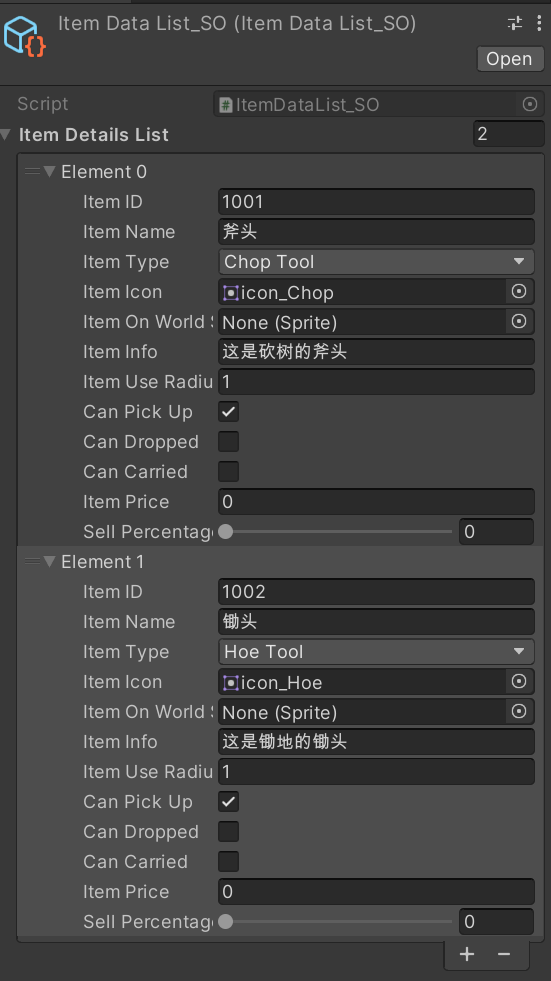 Item Data List_SO (Item Data List_SO)
Open
Script ItemDataList_SO
Item Details List 2
Element 0
Item ID 1001
Item Name 斧头
Item Type Chop Tool
Item Icon icon_Chop
Item On World S None (Sprite)
Item Info 这是砍树的斧头
Item Use Radiu 1
Can Pick Up
Can Dropped
Can Carried
Item Price 0
Sell Percentage 0
Element 1
Item ID 1002
Item Name 锄头
Item Type Hoe Tool
Item Icon icon_Hoe
Item On World S None (Sprite)
Item Info 这是锄地的锄头
Item Use Radiu 1
Can Pick Up
Can Dropped
Can Carried
Item Price 0
Sell Percentage 0